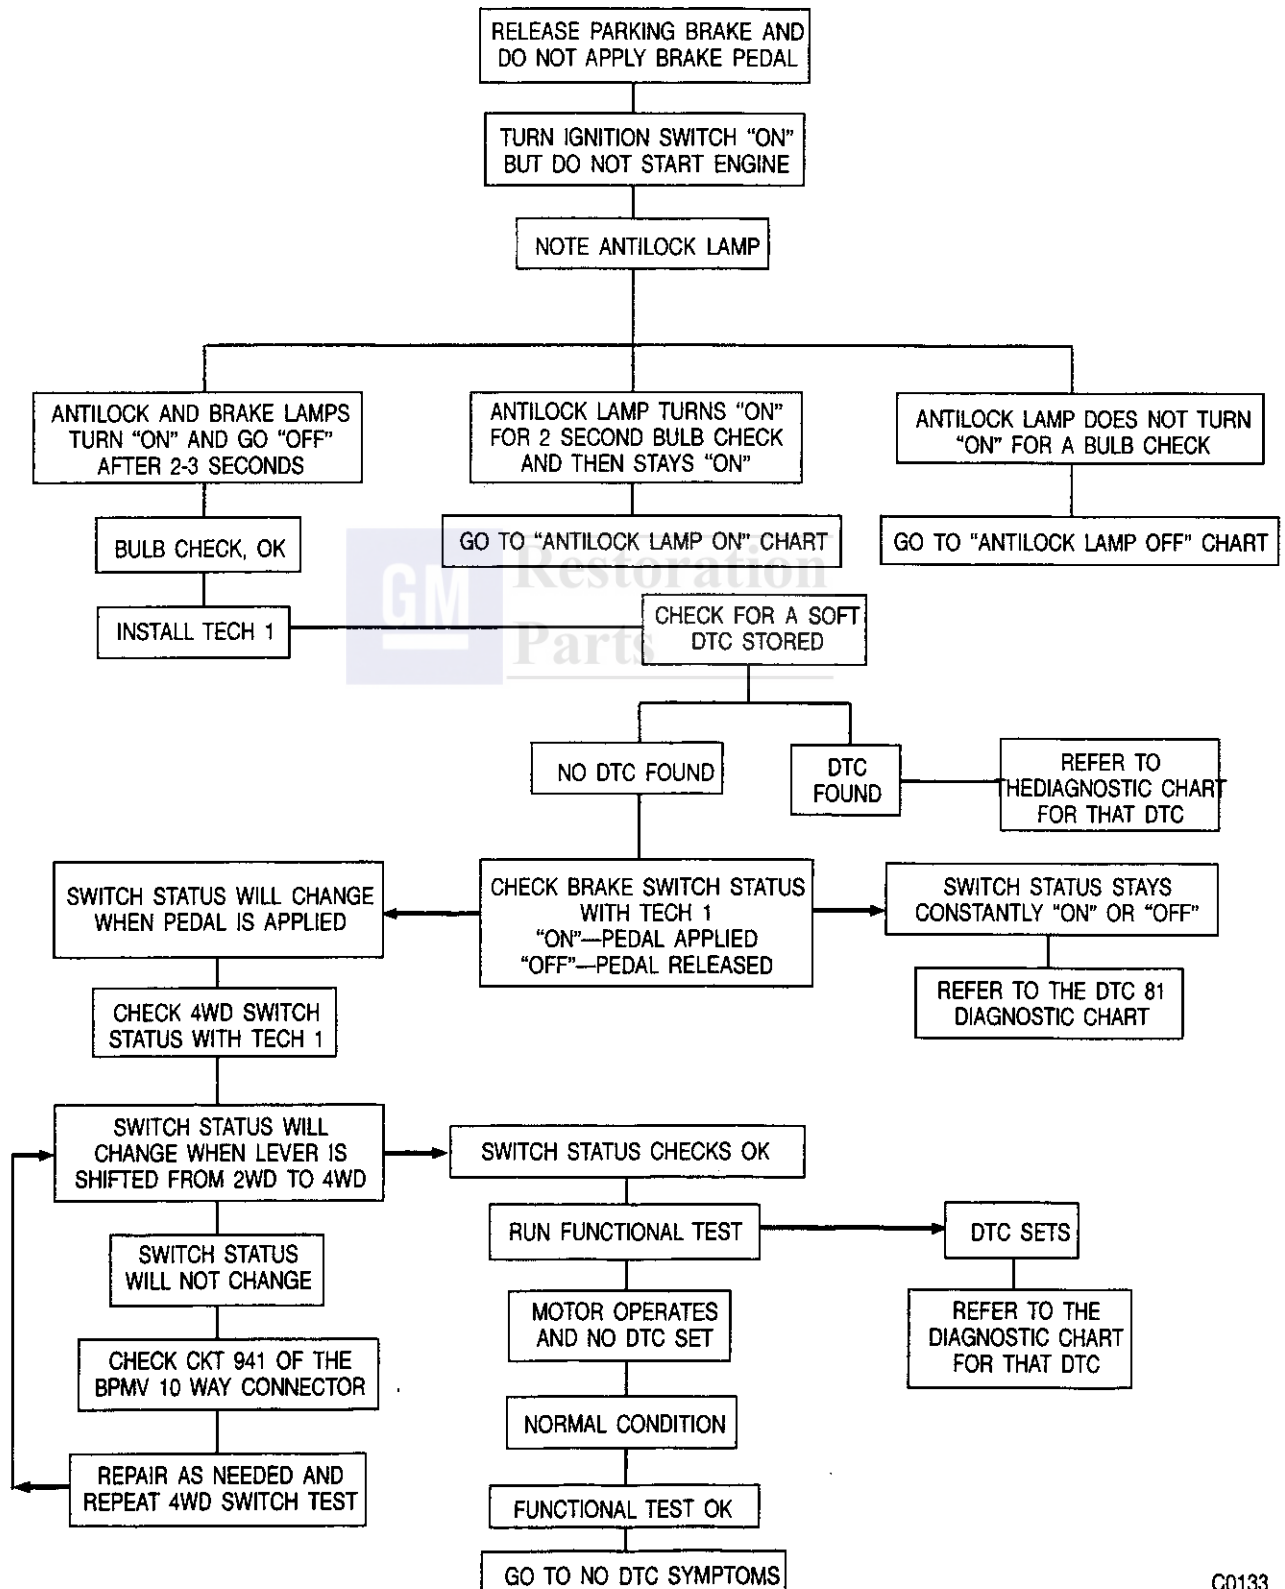 RELEASE PARKING BRAKE AND
DO NOT APPLY BRAKE PEDAL
TURN IGNITION SWITCH “ON”
BUT DO NOT START ENGINE
NOTE ANTILOCK LAMP
ANTILOCK AND BRAKE LAMPS
TURN “ON” AND GO “OFF”
AFTER 2-3 SECONDS
ANTILOCK LAMP TURNS “ON”
FOR 2 SECOND BULB CHECK
AND THEN STAYS “ON”
ANTILOCK LAMP DOES NOT TURN
“ON” FOR A BULB CHECK
BULB CHECK, OK
GO TO “ANTILOCK LAMP ON” CHART
GO TO “ANTILOCK LAMP OFF” CHART
GM
Restoration
Parts
INSTALL TECH 1
CHECK FOR A SOFT
DTC STORED
NO DTC FOUND
DTC
FOUND
REFER TO
THEDIAGNOSTIC CHART
FOR THAT DTC
SWITCH STATUS WILL CHANGE
WHEN PEDAL IS APPLIED
CHECK BRAKE SWITCH STATUS
WITH TECH 1
“ON”—PEDAL APPLIED
“OFF”—PEDAL RELEASED
SWITCH STATUS STAYS
CONSTANTLY “ON” OR “OFF”
REFER TO THE DTC 81
DIAGNOSTIC CHART
CHECK 4WD SWITCH
STATUS WITH TECH 1
SWITCH STATUS WILL
CHANGE WHEN LEVER IS
SHIFTED FROM 2WD TO 4WD
SWITCH STATUS CHECKS OK
SWITCH STATUS
WILL NOT CHANGE
RUN FUNCTIONAL TEST
DTC SETS
CHECK CKT 941 OF THE
BPMV 10 WAY CONNECTOR
MOTOR OPERATES
AND NO DTC SET
REFER TO THE
DIAGNOSTIC CHART
FOR THAT DTC
REPAIR AS NEEDED AND
REPEAT 4WD SWITCH TEST
NORMAL CONDITION
FUNCTIONAL TEST OK
GO TO NO DTC SYMPTOMS
C0133